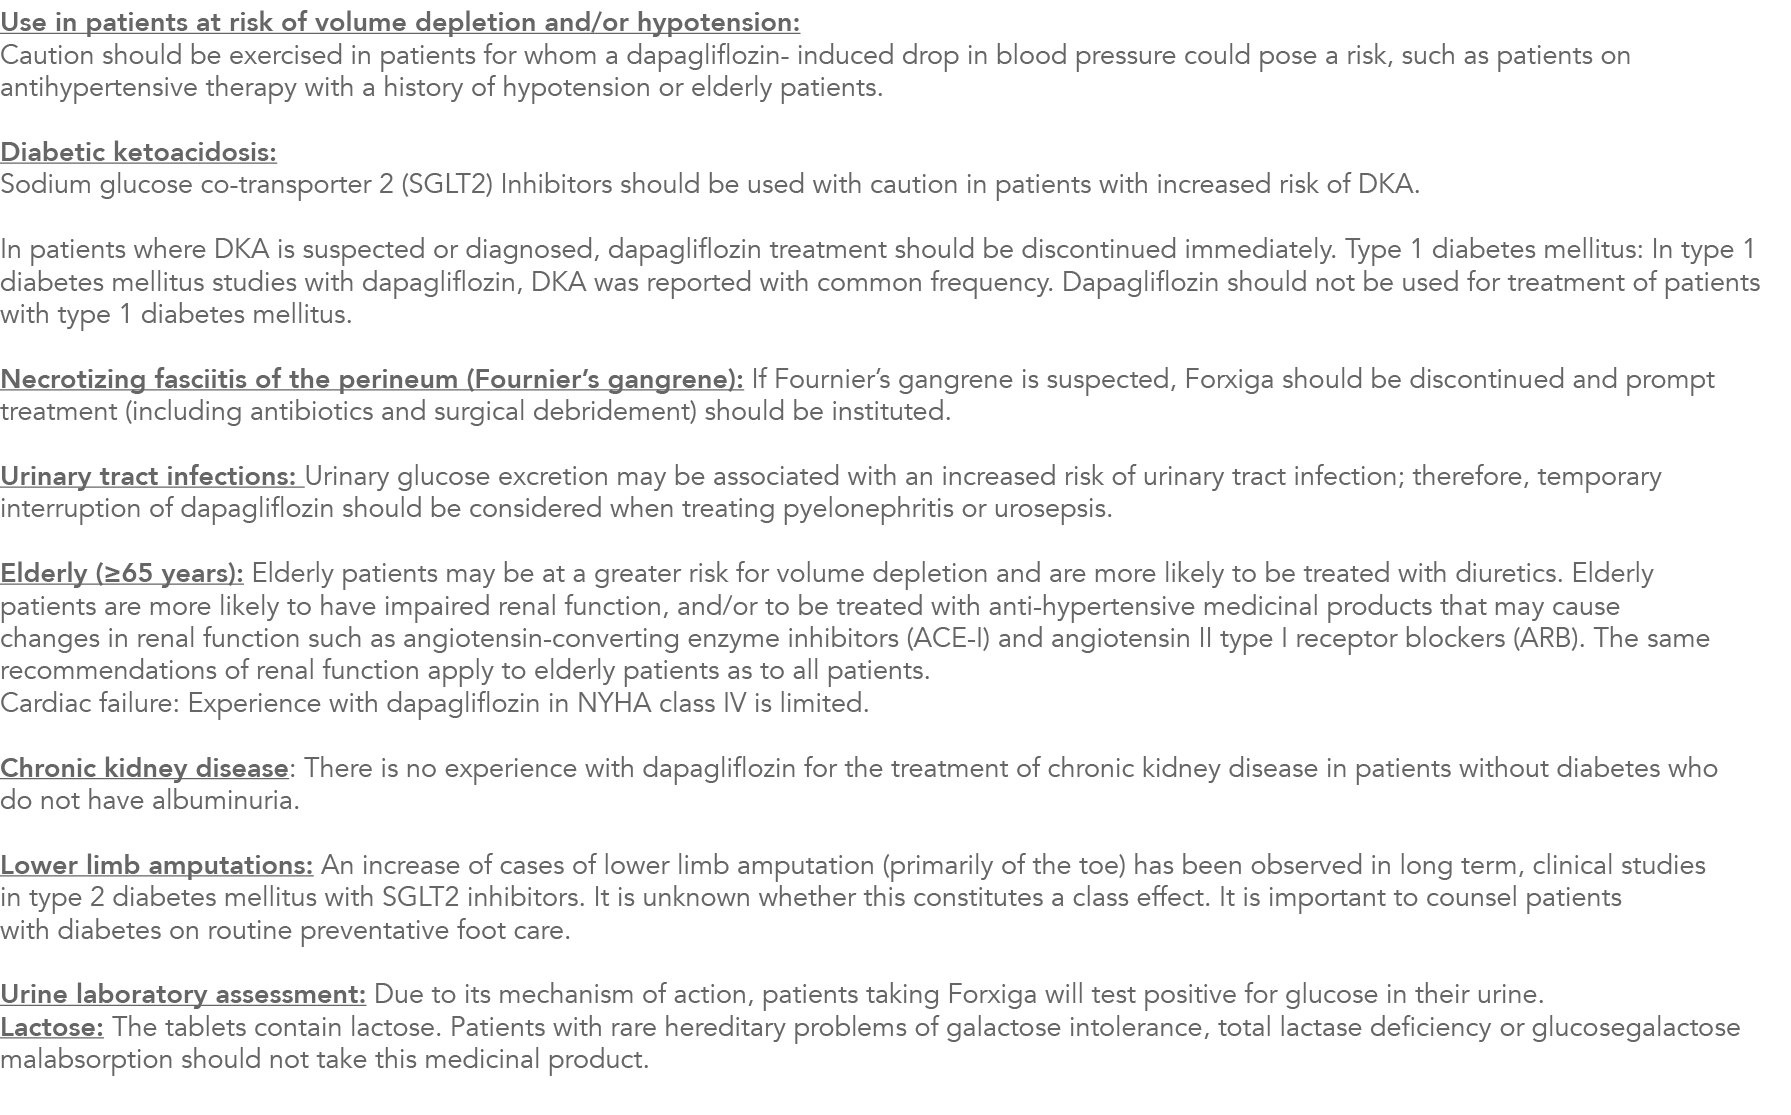 Use in patients at risk of volume depletion and/or hypotension:
Caution should be exercised in patients for whom a dapagliflozin- induced drop in blood pressure could pose a risk, such as patients on
antihypertensive therapy with a history of hypotension or elderly patients.
Diabetic ketoacidosis:
Sodium glucose co-transporter 2 (SGLT2) Inhibitors should be used with caution in patients with increased risk of DKA.
In patients where DKA is suspected or diagnosed, dapagliflozin treatment should be discontinued immediately. Type 1 diabetes mellitus: In type 1
diabetes mellitus studies with dapagliflozin, DKA was reported with common frequency. Dapagliflozin should not be used for treatment of patients
with type 1 diabetes mellitus.
Necrotizing fasciitis of the perineum (Fournier’s gangrene): If Fournier’s gangrene is suspected, Forxiga should be discontinued and prompt
treatment (including antibiotics and surgical debridement) should be instituted.
Urinary tract infections: Urinary glucose excretion may be associated with an increased risk of urinary tract infection; therefore, temporary
interruption of dapagliflozin should be considered when treating pyelonephritis or urosepsis.
Elderly (≥65 years): Elderly patients may be at a greater risk for volume depletion and are more likely to be treated with diuretics. Elderly
patients are more likely to have impaired renal function, and/or to be treated with anti-hypertensive medicinal products that may cause
changes in renal function such as angiotensin-converting enzyme inhibitors (ACE-I) and angiotensin II type I receptor blockers (ARB). The same
recommendations of renal function apply to elderly patients as to all patients.
Cardiac failure: Experience with dapagliflozin in NYHA class IV is limited.
Chronic kidney disease: There is no experience with dapagliflozin for the treatment of chronic kidney disease in patients without diabetes who
do not have albuminuria.
Lower limb amputations: An increase of cases of lower limb amputation (primarily of the toe) has been observed in long term, clinical studies
in type 2 diabetes mellitus with SGLT2 inhibitors. It is unknown whether this constitutes a class effect. It is important to counsel patients
with diabetes on routine preventative foot care.
Urine laboratory assessment: Due to its mechanism of action, patients taking Forxiga will test positive for glucose in their urine.
Lactose: The tablets contain lactose. Patients with rare hereditary problems of galactose intolerance, total lactase deficiency or glucosegalactose
malabsorption should not take this medicinal product.